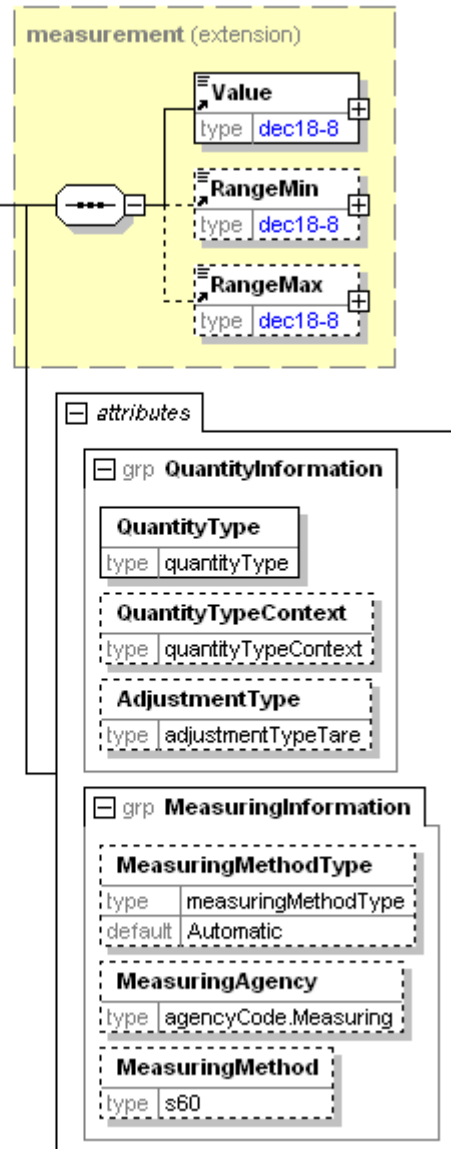 measurement (extension)
Value
type dec18-8
RangeMin
type dec18-8
RangeMax
type dec18-8
attributes
grp QuantityInformation
QuantityType
type quantityType
QuantityTypeContext
type quantityTypeContext
AdjustmentType
type adjustmentTypeTare
grp MeasuringInformation
MeasuringMethodType
type measuringMethodType
default Automatic
MeasuringAgency
type agencyCode.Measuring
MeasuringMethod
type s60